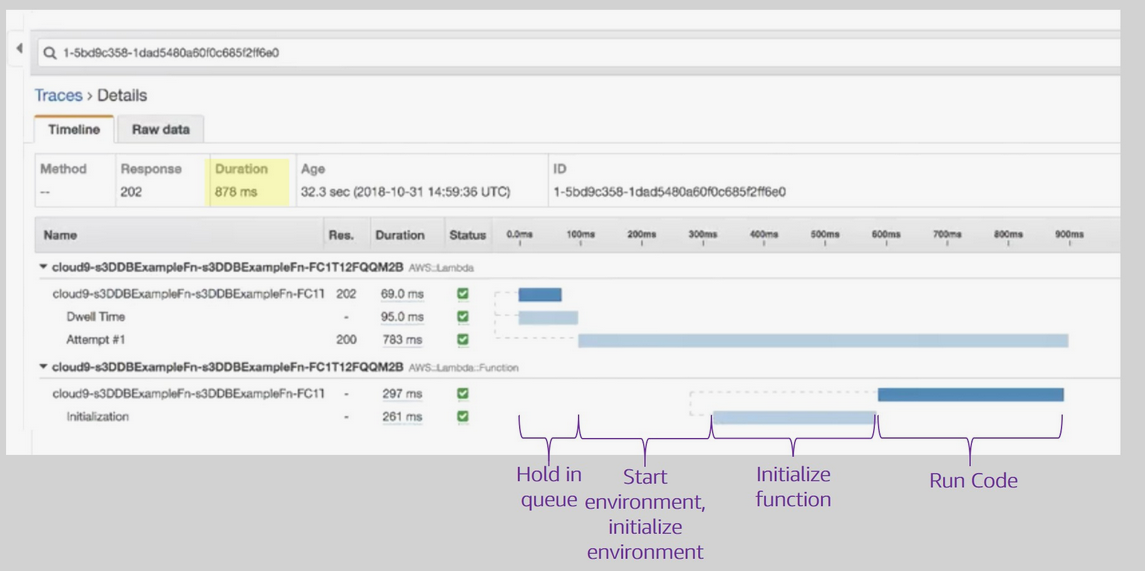 1-5bd9c358-1dad5480a60f0c685f2ff6e0
Traces > Details
Timeline Raw data
Method Response Duration Age ID
-- 202 878 ms 32.3 sec (2018-10-31 14:59:36 UTC) 1-5bd9c358-1dad5480a60f0c685f2ff6e0
Name Res. Duration Status 0.0ms 100ms 200ms 300ms 400ms 500ms 600ms 700ms 800ms 900ms
cloud9-s3DDBExampleFn-s3DDBExampleFn-FC1T12FQQM2B AWS::Lambda
cloud9-s3DDBExampleFn-s3DDBExampleFn-FC1T 202 69.0 ms
Dwell Time - 95.0 ms
Attempt #1 200 783 ms
cloud9-s3DDBExampleFn-s3DDBExampleFn-FC1T12FQQM2B AWS::Lambda::Function
cloud9-s3DDBExampleFn-s3DDBExampleFn-FC1T - 297 ms
Initialization - 261 ms
Hold in
queue
Start
environment,
initialize
environment
Initialize
function
Run Code